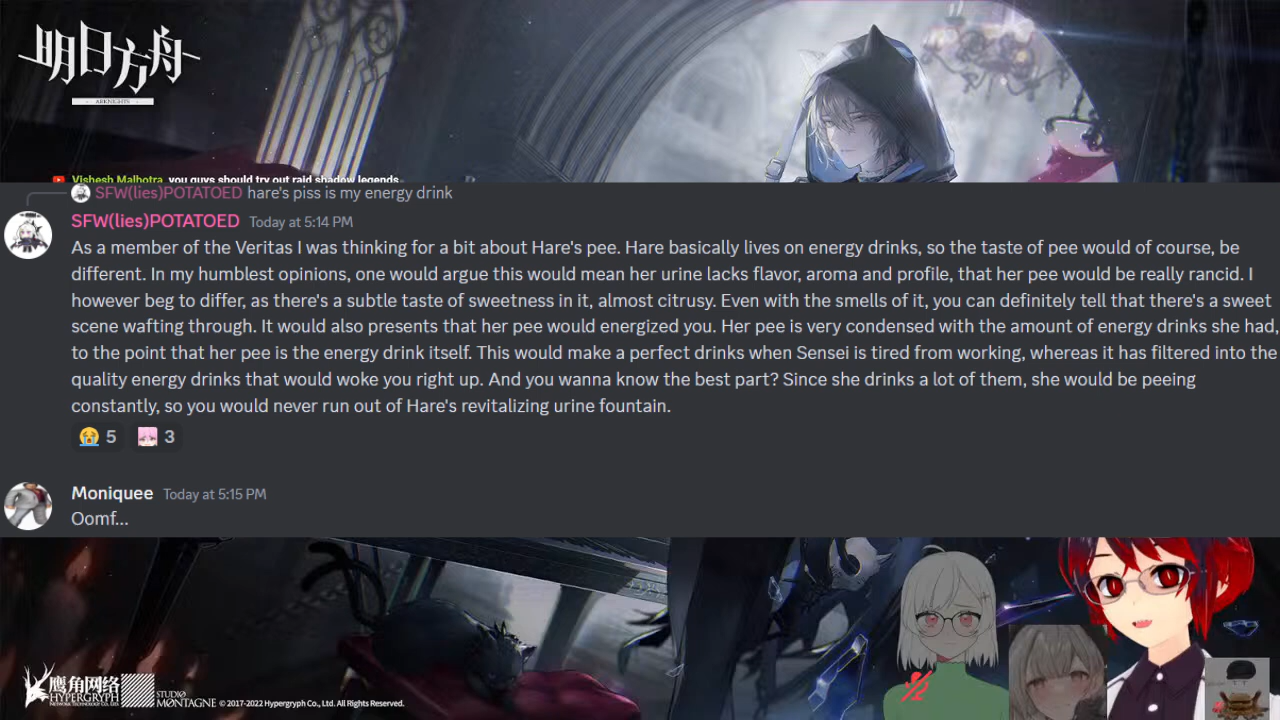 明日方舟
ARKNIGHTS
Vishesh Malhotra you guys should try out raid shadow legends
SFW(lies)POTATOED hare's piss is my energy drink
SFW(lies)POTATOED Today at 5:14 PM
As a member of the Veritas I was thinking for a bit about Hare's pee. Hare basically lives on energy drinks, so the taste of pee would of course, be
different. In my humblest opinions, one would argue this would mean her urine lacks flavor, aroma and profile, that her pee would be really rancid. I
however beg to differ, as there's a subtle taste of sweetness in it, almost citrusy. Even with the smells of it, you can definitely tell that there's a sweet
scene wafting through. It would also presents that her pee would energized you. Her pee is very condensed with the amount of energy drinks she had,
to the point that her pee is the energy drink itself. This would make a perfect drinks when Sensei is tired from working, whereas it has filtered into the
quality energy drinks that would woke you right up. And you wanna know the best part? Since she drinks a lot of them, she would be peeing
constantly, so you would never run out of Hare's revitalizing urine fountain.
5 3
Moniquee Today at 5:15 PM
Oomf...
鹰角网络
HYPERGRYPH
NETWORK TECHNOLOGY CO., LTD.
STUDIO
MØNTAGNE © 2017-2022 Hypergryph Co., Ltd. All Rights Reserved.